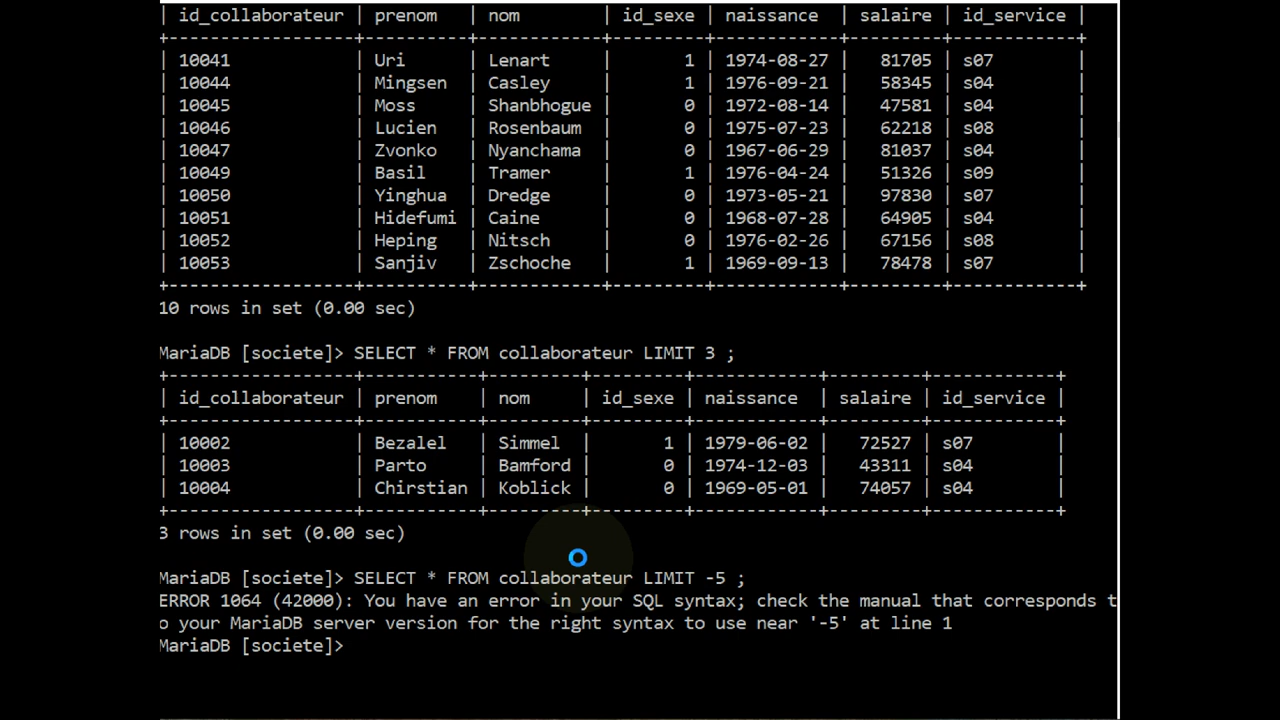 | id_collaborateur | prenom   | nom        | id_sexe | naissance  | salaire | id_service |
+------------------+----------+------------+---------+------------+---------+------------+
| 10041            | Uri      | Lenart     |       1 | 1974-08-27 |   81705 | s07        |
| 10044            | Mingsen  | Casley     |       1 | 1976-09-21 |   58345 | s04        |
| 10045            | Moss     | Shanbhogue |       0 | 1972-08-14 |   47581 | s04        |
| 10046            | Lucien   | Rosenbaum  |       0 | 1975-07-23 |   62218 | s08        |
| 10047            | Zvonko   | Nyanchama  |       0 | 1967-06-29 |   81037 | s04        |
| 10049            | Basil    | Tramer     |       1 | 1976-04-24 |   51326 | s09        |
| 10050            | Yinghua  | Dredge     |       0 | 1973-05-21 |   97830 | s07        |
| 10051            | Hidefumi | Caine      |       0 | 1968-07-28 |   64905 | s04        |
| 10052            | Heping   | Nitsch     |       0 | 1976-02-26 |   67156 | s08        |
| 10053            | Sanjiv   | Zschoche   |       1 | 1969-09-13 |   78478 | s07        |
+------------------+----------+------------+---------+------------+---------+------------+
10 rows in set (0.00 sec)
MariaDB [societe]> SELECT * FROM collaborateur LIMIT 3 ;
+------------------+-----------+---------+---------+------------+---------+------------+
| id_collaborateur | prenom    | nom     | id_sexe | naissance  | salaire | id_service |
+------------------+-----------+---------+---------+------------+---------+------------+
| 10002            | Bezalel   | Simmel  |       1 | 1979-06-02 |   72527 | s07        |
| 10003            | Parto     | Bamford |       0 | 1974-12-03 |   43311 | s04        |
| 10004            | Chirstian | Koblick |       0 | 1969-05-01 |   74057 | s04        |
+------------------+-----------+---------+---------+------------+---------+------------+
3 rows in set (0.00 sec)
MariaDB [societe]> SELECT * FROM collaborateur LIMIT -5 ;
ERROR 1064 (42000): You have an error in your SQL syntax; check the manual that corresponds t
o your MariaDB server version for the right syntax to use near '-5' at line 1
MariaDB [societe]>